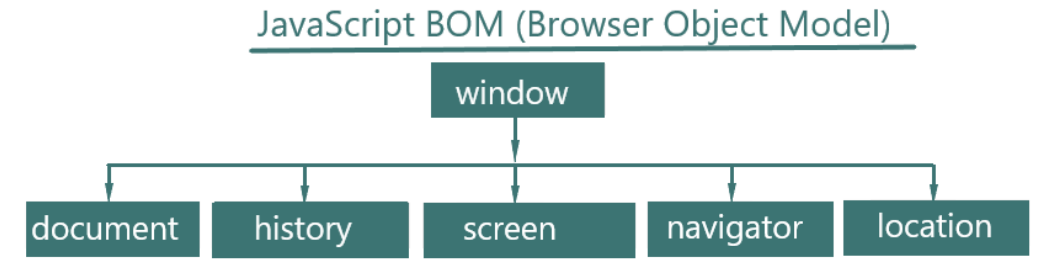 JavaScript BOM (Browser Object Model)
window
document
history
screen
navigator
location